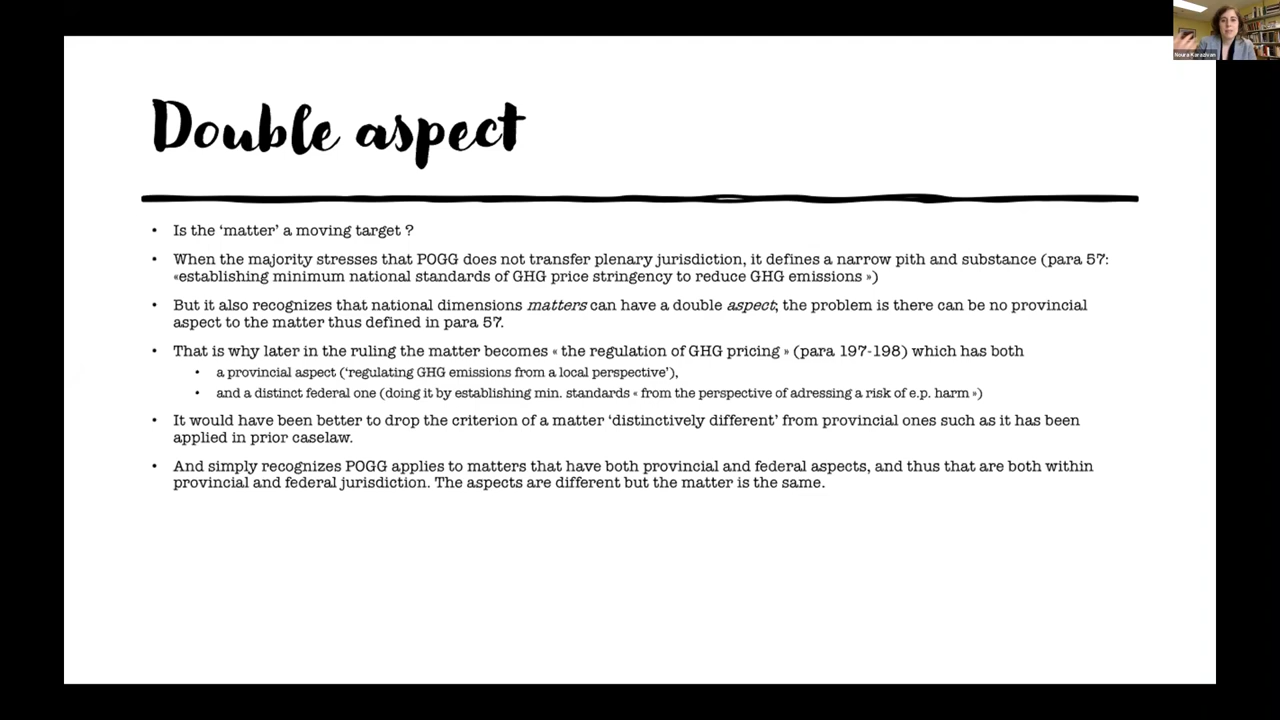 Noura Karazivan
Double aspect
• Is the ‘matter’ a moving target ?
• When the majority stresses that POGG does not transfer plenary jurisdiction, it defines a narrow pith and substance (para 57:
«establishing minimum national standards of GHG price stringency to reduce GHG emissions »)
• But it also recognizes that national dimensions matters can have a double aspect; the problem is there can be no provincial
aspect to the matter thus defined in para 57.
• That is why later in the ruling the matter becomes « the regulation of GHG pricing » (para 197-198) which has both
• a provincial aspect (‘regulating GHG emissions from a local perspective’),
• and a distinct federal one (doing it by establishing min. standards « from the perspective of adressing a risk of e.p. harm »)
• It would have been better to drop the criterion of a matter ‘distinctively different’ from provincial ones such as it has been
applied in prior caselaw.
• And simply recognizes POGG applies to matters that have both provincial and federal aspects, and thus that are both within
provincial and federal jurisdiction. The aspects are different but the matter is the same.